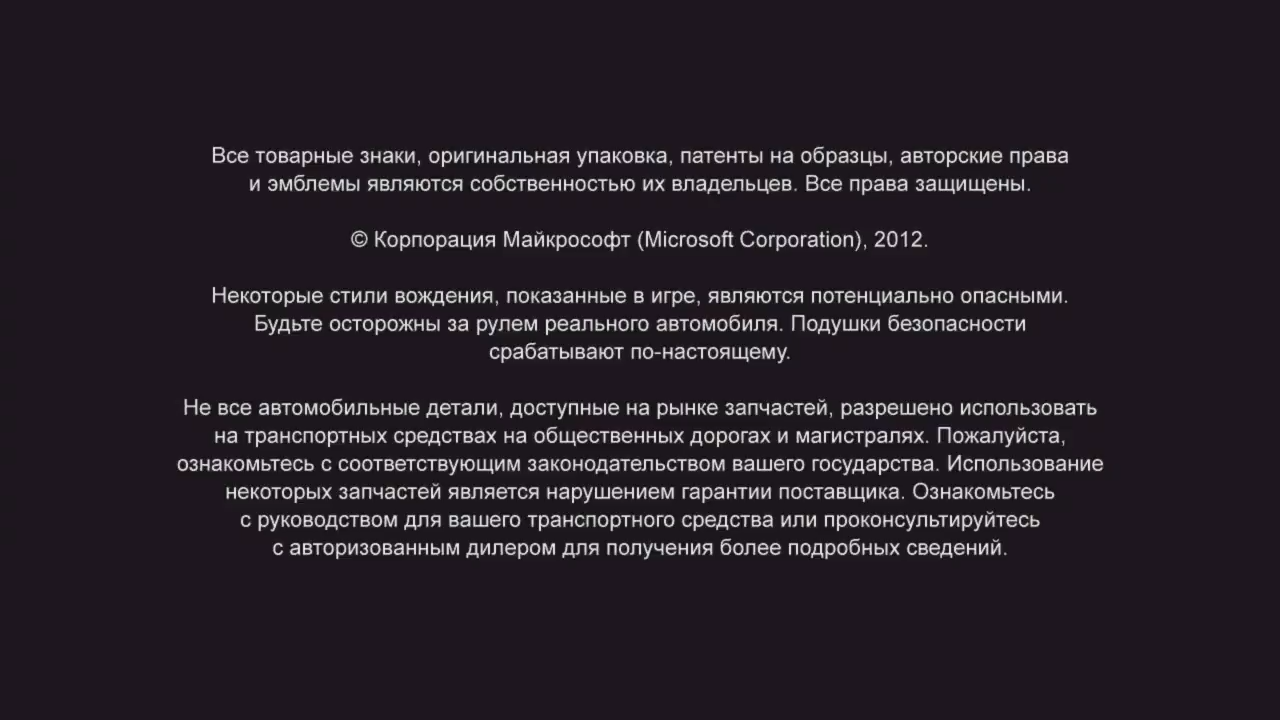 Все товарные знаки, оригинальная упаковка, патенты на образцы, авторские права
и эмблемы являются собственностью их владельцев. Все права защищены.
© Корпорация Майкрософт (Microsoft Corporation), 2012.
Некоторые стили вождения, показанные в игре, являются потенциально опасными.
Будьте осторожны за рулем реального автомобиля. Подушки безопасности
срабатывают по-настоящему.
Не все автомобильные детали, доступные на рынке запчастей, разрешено использовать
на транспортных средствах на общественных дорогах и магистралях. Пожалуйста,
ознакомьтесь с соответствующим законодательством вашего государства. Использование
некоторых запчастей является нарушением гарантии поставщика. Ознакомьтесь
с руководством для вашего транспортного средства или проконсультируйтесь
с авторизованным дилером для получения более подробных сведений.